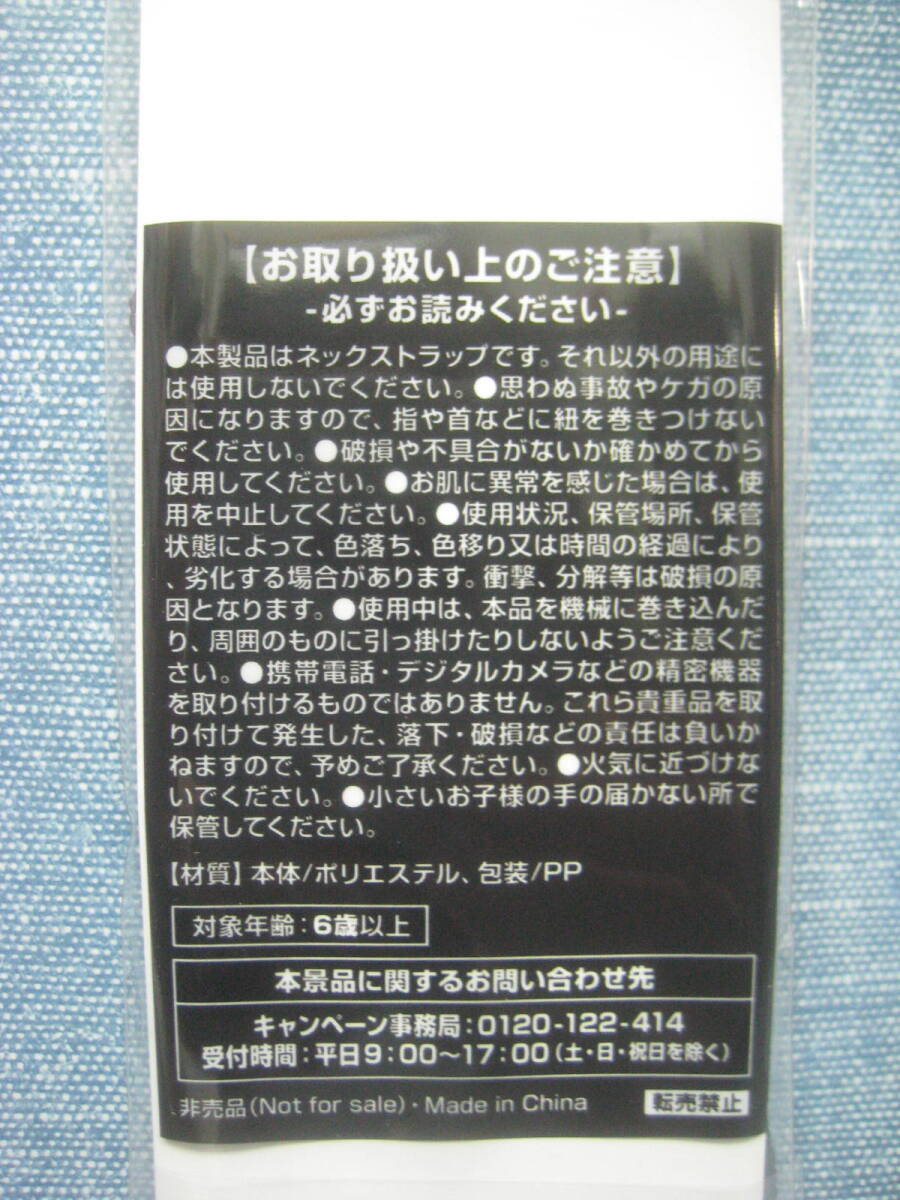 【お取り扱い上のご注意】
-必ずお読みください-
●本製品はネックストラップです。それ以外の用途に
は使用しないでください。●思わぬ事故やケガの原
因になりますので、指や首などに紐を巻きつけない
でください。●破損や不具合がないか確かめてから
使用してください。●お肌に異常を感じた場合は、使
用を中止してください。●使用状況、保管場所、保管
状態によって、色落ち、色移り又は時間の経過により
、劣化する場合があります。衝撃、分解等は破損の原
因となります。●使用中は、本品を機械に巻き込んだ
り、周囲のものに引っ掛けたりしないようご注意くだ
さい。●携帯電話・デジタルカメラなどの精密機器
を取り付けるものではありません。これら貴重品を取
り付けて発生した、落下・破損などの責任は負いか
ねますので、予めご了承ください。●火気に近づけな
いでください。●小さいお子様の手の届かない所で
保管してください。
【材質】本体/ポリエステル、包装/PP
対象年齢：6歳以上
本景品に関するお問い合わせ先
キャンペーン事務局：0120-122-414
受付時間：平日9：00～17：00（土・日・祝日を除く）
非売品(Not for sale)・Made in China
転売禁止